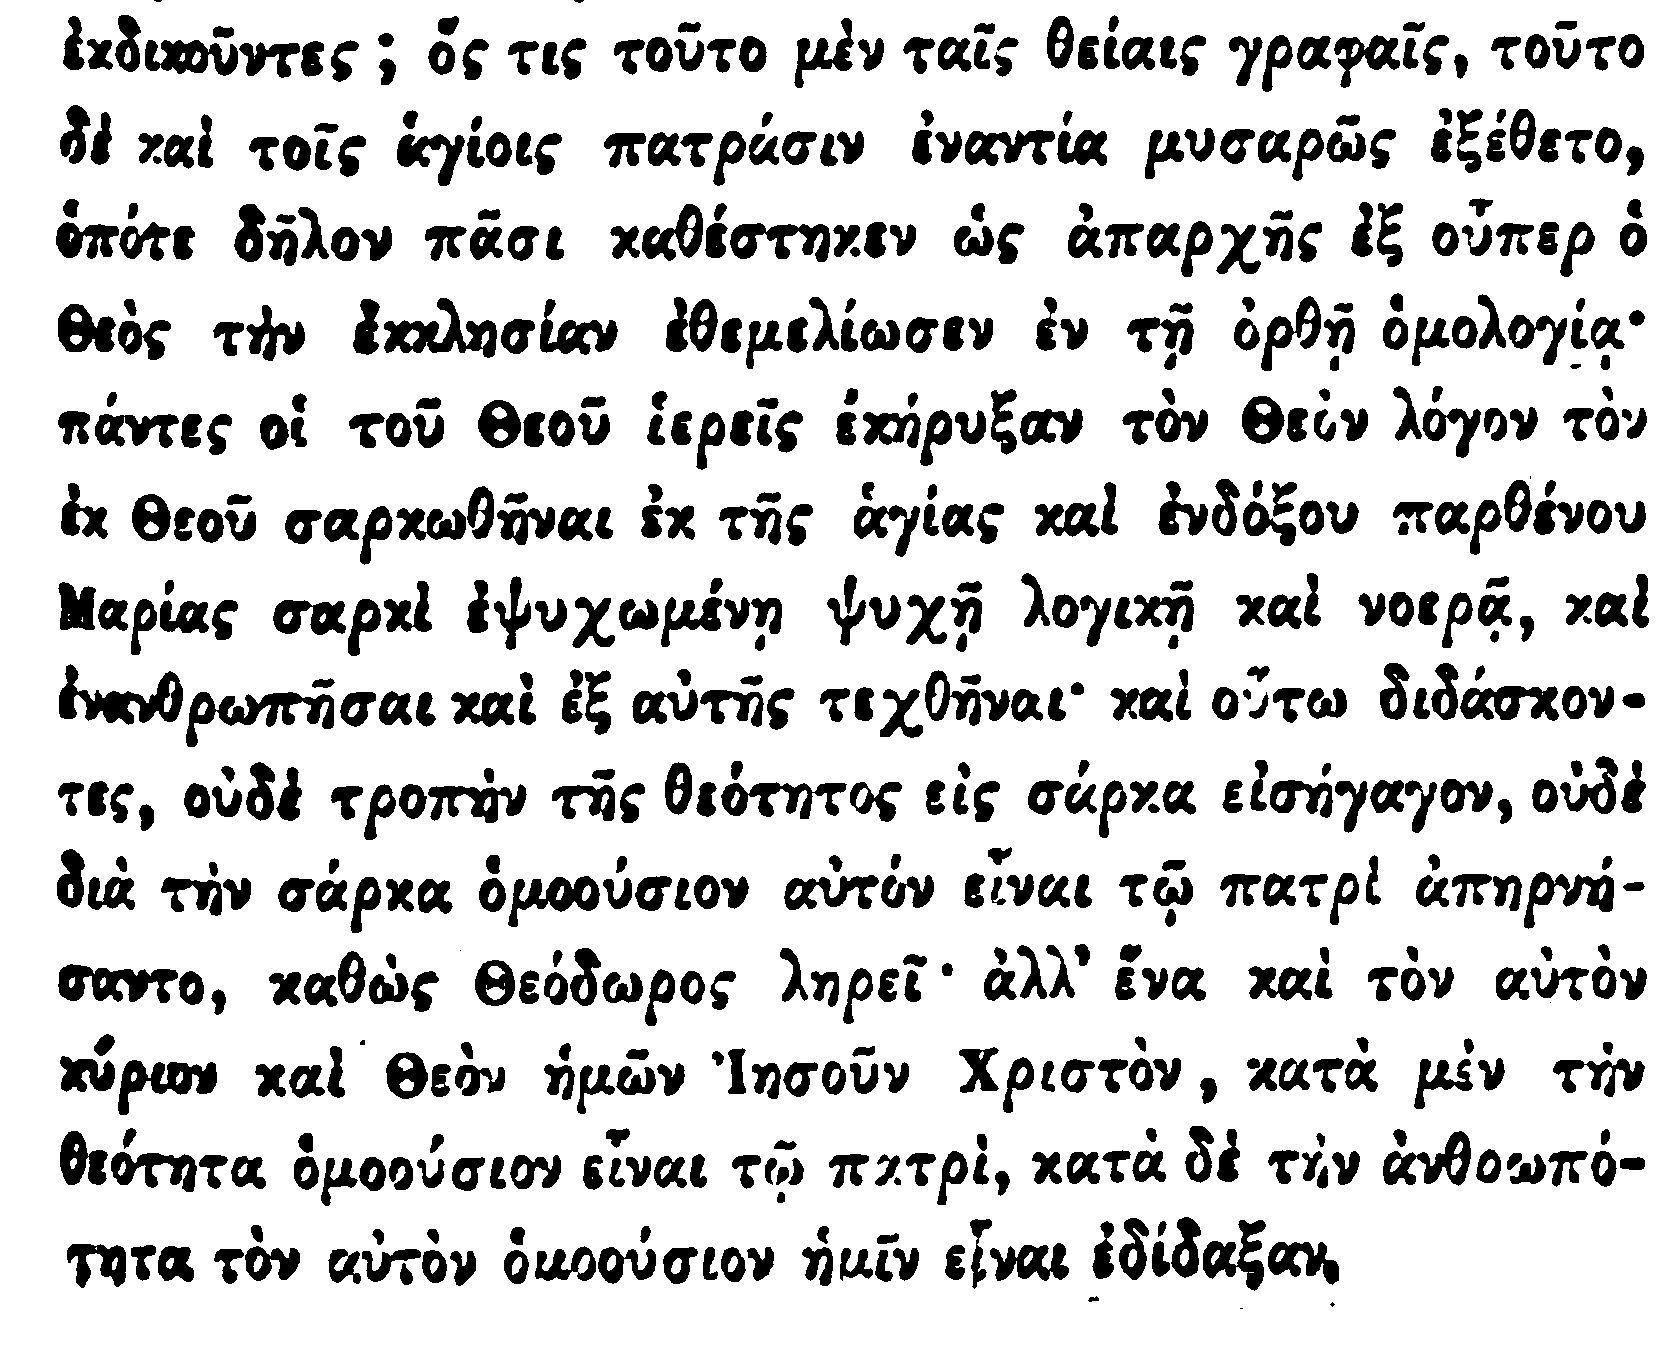 ἐκδικοῦντες; ὅς τις τοῦτο μὲν ταῖς θείαις γραφαῖς, τοῦτο
δὲ καὶ τοῖς ἁγίοις πατράσιν ἐναντία μυσαρῶς ἐξέθετο,
ὁπότε δῆλον πᾶσι καθέστηκεν ὡς ἀπαρχῆς ἐξ οὗπερ ὁ
Θεὸς τὴν ἐκκλησίαν ἐθεμελίωσεν ἐν τῇ ὀρθῇ ὁμολογίᾳ·
πάντες οἱ τοῦ Θεοῦ ἱερεῖς ἐκήρυξαν τὸν Θεὸν λόγον τὸν
ἐκ Θεοῦ σαρκωθῆναι ἐκ τῆς ἁγίας καὶ ἐνδόξου παρθένου
Μαρίας σαρκὶ ἐψυχωμένῃ ψυχῇ λογικῇ καὶ νοερᾷ, καὶ
ἐνανθρωπῆσαι καὶ ἐξ αὐτῆς τεχθῆναι· καὶ οὕτω διδάσκον-
τες, οὐδὲ τροπὴν τῆς θεότητος εἰς σάρκα εἰσήγαγον, οὐδὲ
διὰ τὴν σάρκα ὁμοούσιον αὐτὸν εἶναι τῷ πατρὶ ἀπηρνή-
σαντο, καθὼς Θεόδωρος ληρεῖ· ἀλλ' ἕνα καὶ τὸν αὐτὸν
κύριον καὶ Θεὸν ἡμῶν Ἰησοῦν Χριστὸν, κατὰ μὲν τὴν
θεότητα ὁμοούσιον εἶναι τῷ πατρὶ, κατὰ δὲ τὴν ἀνθρωπό-
τητα τὸν αὐτὸν ὁμοούσιον ἡμῖν εἶναι ἐδίδαξαν.